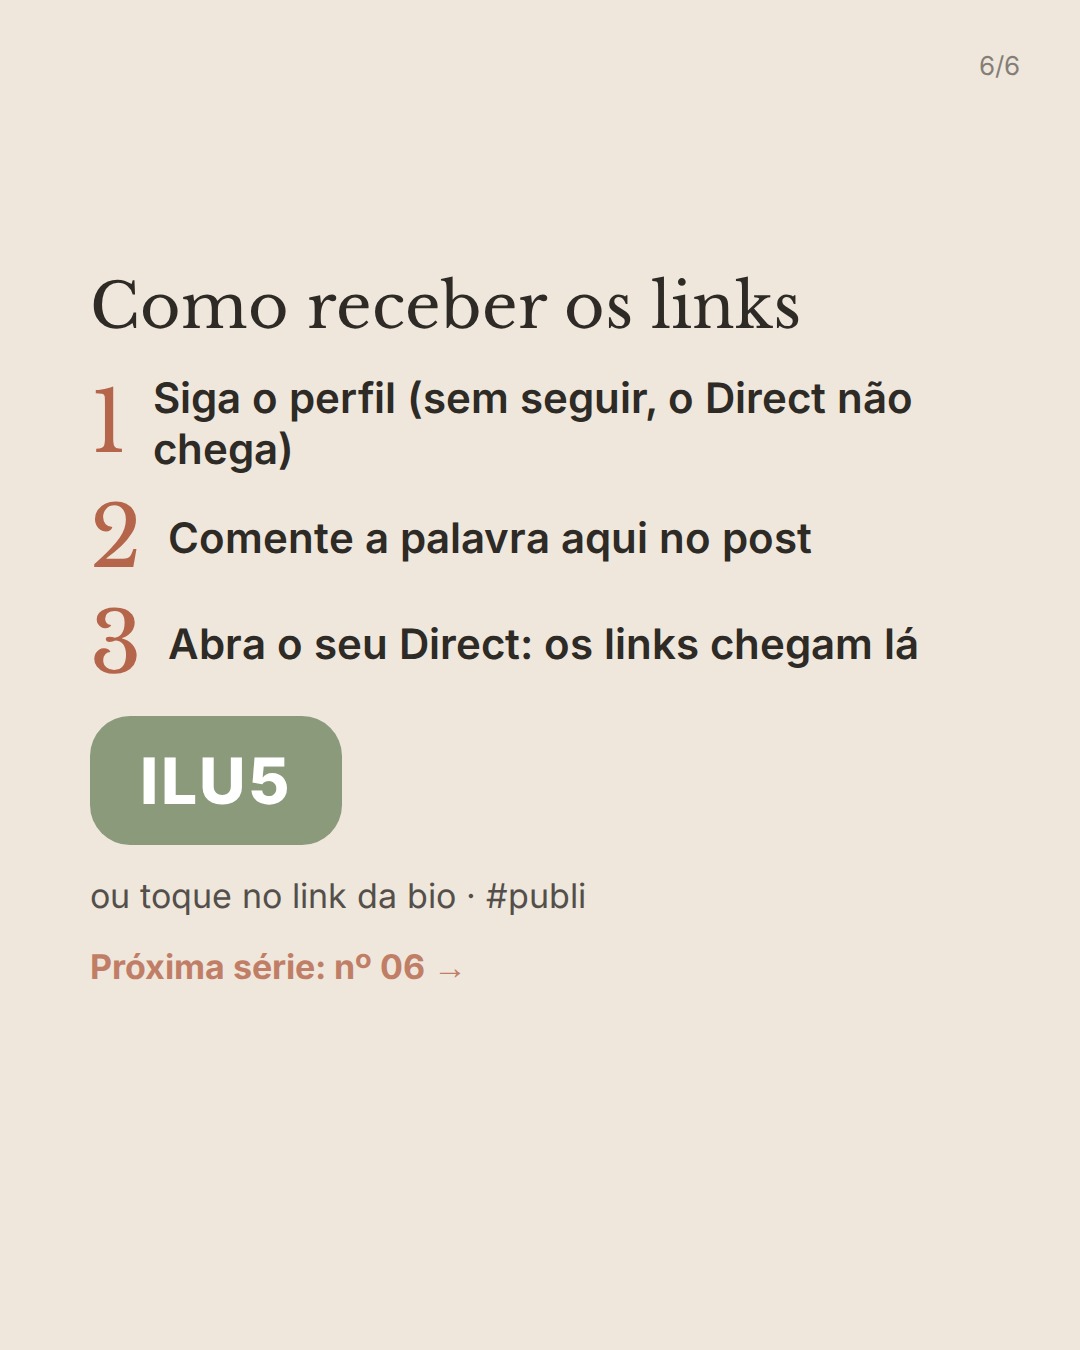 6/6
Como receber os links
1 Siga o perfil (sem seguir, o Direct não
chega)
2 Comente a palavra aqui no post
3 Abra o seu Direct: os links chegam lá
ILU5
ou toque no link da bio · #publi
Próxima série: nº 06 →